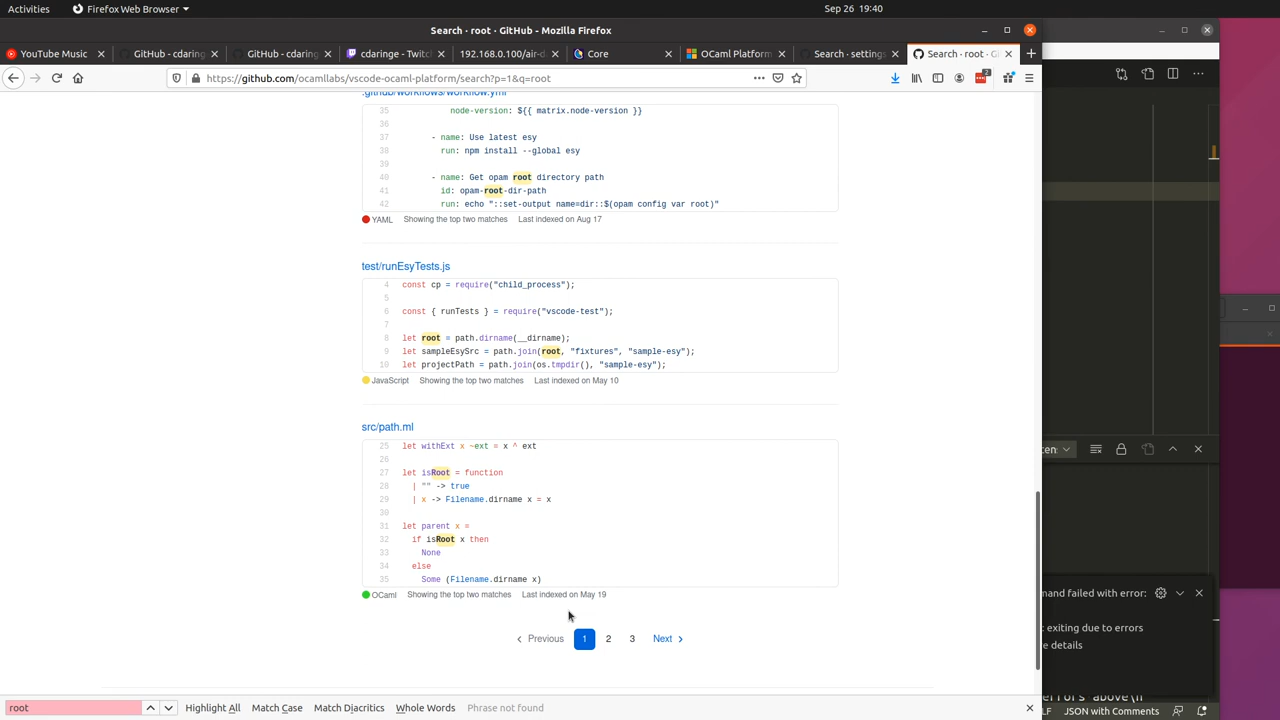 Activities
Firefox Web Browser
Sep 26 19:40
Search · root · GitHub - Mozilla Firefox
YouTube Music
GitHub - cdaring
GitHub - cdaring
cdaringe - Twitc
192.168.0.100/air-d
Core
OCaml Platform
Search · settings
Search · root · Gi
https://github.com/ocamllabs/vscode-ocaml-platform/search?p=1&q=root
2
.github/workflows/workflow.yml
35 node-version: ${{ matrix.node-version }}
36
37 - name: Use latest esy
38 run: npm install --global esy
39
40 - name: Get opam root directory path
41 id: opam-root-dir-path
42 run: echo "::set-output name=dir::$(opam config var root)"
YAML Showing the top two matches Last indexed on Aug 17
test/runEsyTests.js
4 const cp = require("child_process");
5
6 const { runTests } = require("vscode-test");
7
8 let root = path.dirname(__dirname);
9 let sampleEsySrc = path.join(root, "fixtures", "sample-esy");
10 let projectPath = path.join(os.tmpdir(), "sample-esy");
JavaScript Showing the top two matches Last indexed on May 10
src/path.ml
25 let withExt x ~ext = x ^ ext
26
27 let isRoot = function
28 | "" -> true
29 | x -> Filename.dirname x = x
30
31 let parent x =
32 if isRoot x then
33 None
34 else
35 Some (Filename.dirname x)
OCaml Showing the top two matches Last indexed on May 19
Previous 1 2 3 Next
root
Highlight All
Match Case
Match Diacritics
Whole Words
Phrase not found
mand failed with error:
exiting due to errors
e details
errors above\n
LF JSON with Comments